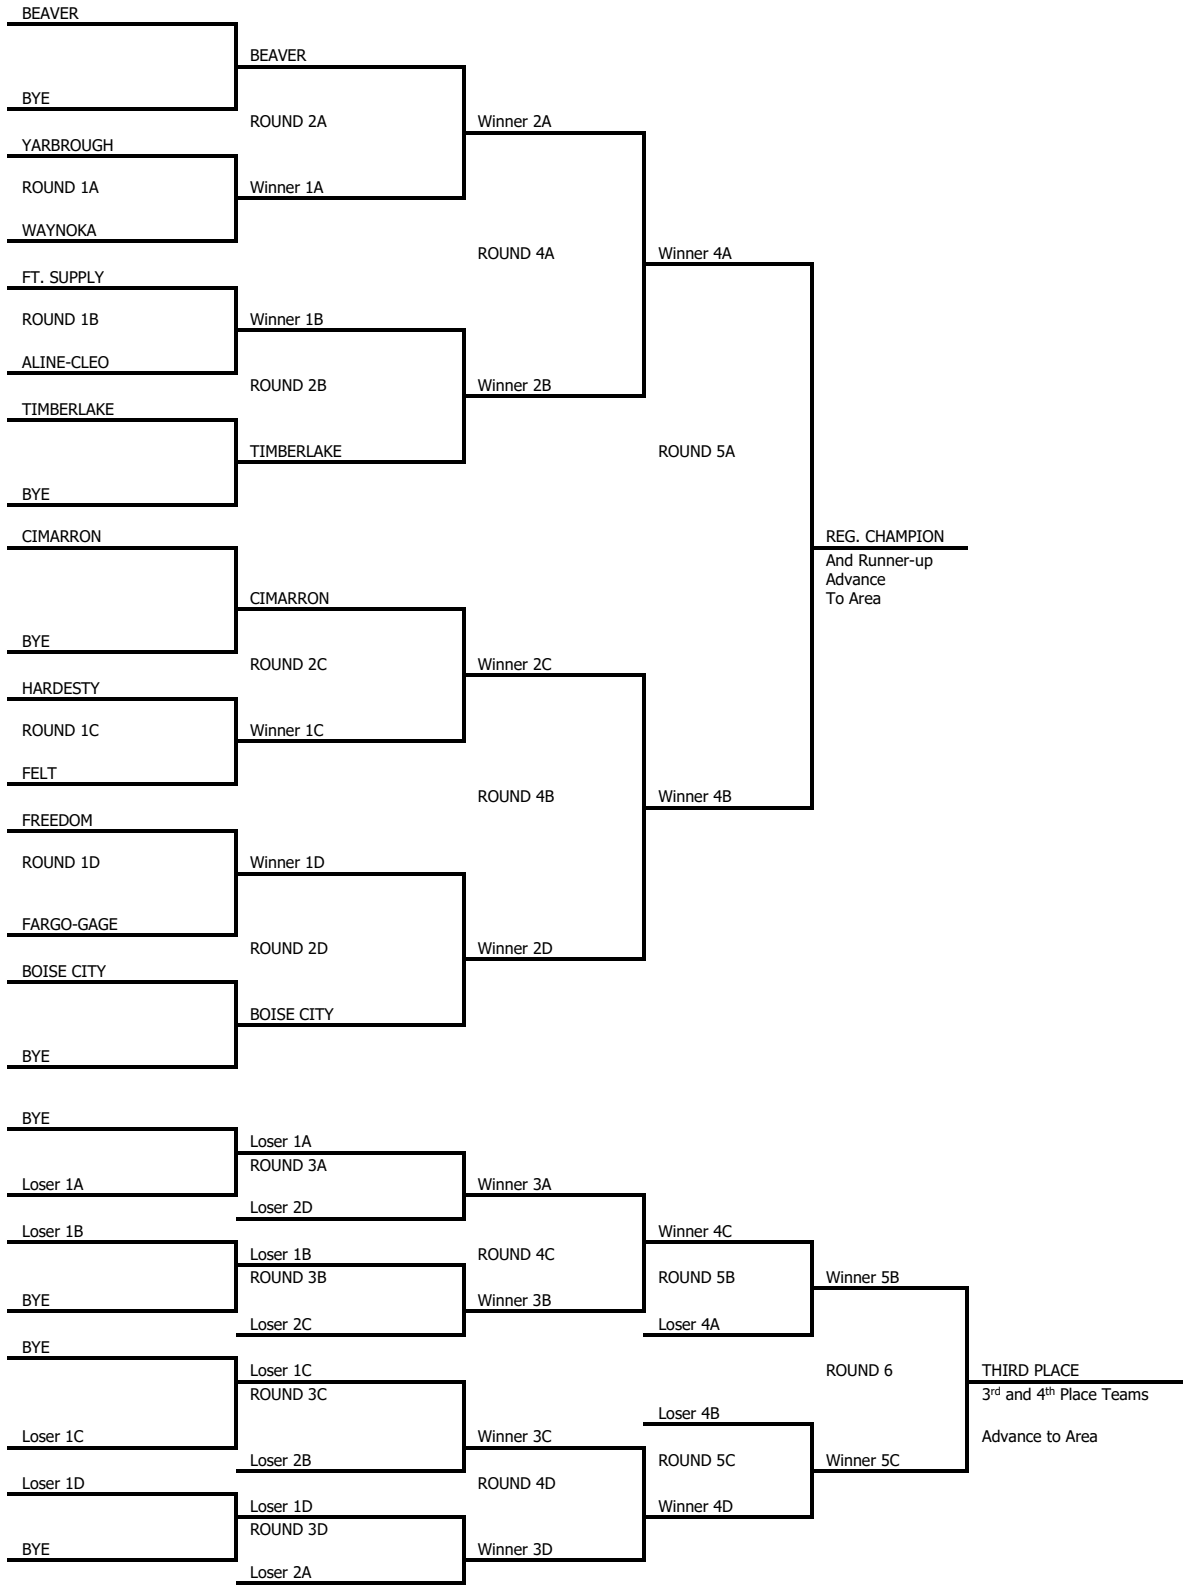 BEAVER
BEAVER
BYE
ROUND 2A
Winner 2A
YARBROUGH
ROUND 1A
Winner 1A
WAYNOKA
ROUND 4A
Winner 4A
FT. SUPPLY
ROUND 1B
Winner 1B
ALINE-CLEO
ROUND 2B
Winner 2B
TIMBERLAKE
TIMBERLAKE
ROUND 5A
BYE
CIMARRON
REG. CHAMPION
And Runner-up
Advance
To Area
CIMARRON
BYE
ROUND 2C
Winner 2C
HARDESTY
ROUND 1C
Winner 1C
FELT
ROUND 4B
Winner 4B
FREEDOM
ROUND 1D
Winner 1D
FARGO-GAGE
ROUND 2D
Winner 2D
BOISE CITY
BOISE CITY
BYE
BYE
Loser 1A
ROUND 3A
Loser 1A
Winner 3A
Loser 2D
Loser 1B
Winner 4C
Loser 1B
ROUND 4C
ROUND 3B
ROUND 5B
Winner 5B
BYE
Winner 3B
Loser 2C
Loser 4A
BYE
Loser 1C
ROUND 6
THIRD PLACE
ROUND 3C
3rd and 4th Place Teams
Loser 4B
Loser 1C
Winner 3C
Advance to Area
Loser 2B
ROUND 5C
Winner 5C
Loser 1D
ROUND 4D
Loser 1D
Winner 4D
ROUND 3D
BYE
Winner 3D
Loser 2A